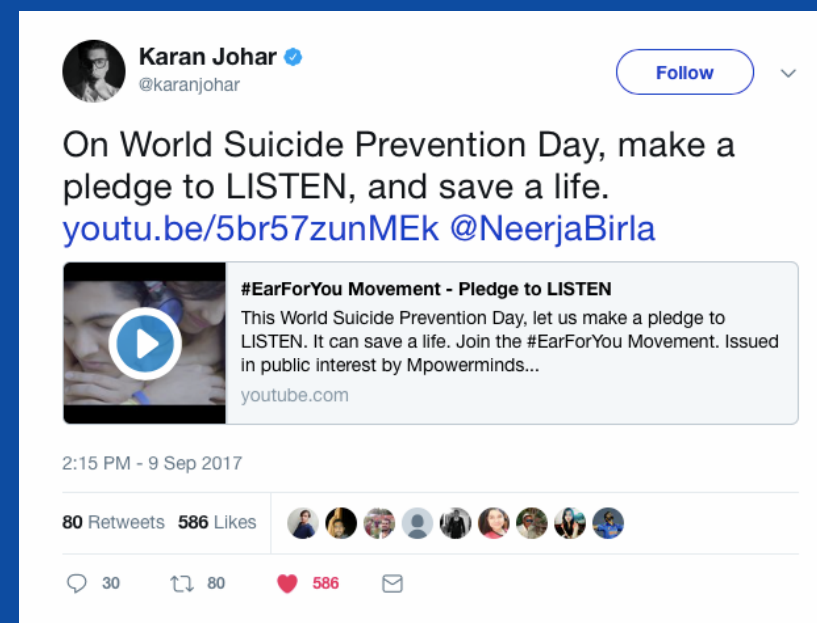 Karan Johar
@karanjohar
Follow
On World Suicide Prevention Day, make a
pledge to LISTEN, and save a life.
youtu.be/5br57zunMEk @NeerjaBirla
#EarForYou Movement - Pledge to LISTEN
This World Suicide Prevention Day, let us make a pledge to
LISTEN. It can save a life. Join the #EarForYou Movement. Issued
in public interest by Mpowerminds...
youtube.com
2:15 PM - 9 Sep 2017
80 Retweets 586 Likes
30 80 586